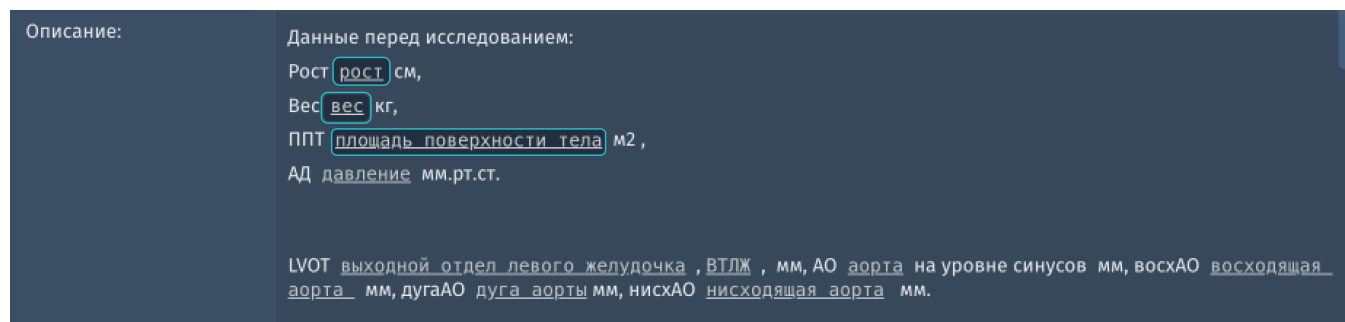 Описание:
Данные перед исследованием:
Рост рост см,
Вес вес кг,
ППТ площадь поверхности тела м2 ,
АД давление мм.рт.ст.
LVOT выходной отдел левого желудочка , ВТЛЖ , мм, АО аорта на уровне синусов мм, восхАО восходящая
аорта мм, дугаАО дуга аорты мм, нисхАО нисходящая аорта мм.